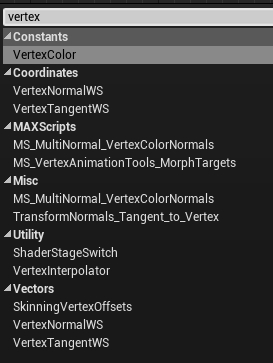 vertex
Constants
VertexColor
Coordinates
VertexNormalWS
VertexTangentWS
MAXScripts
MS_MultiNormal_VertexColorNormals
MS_VertexAnimationTools_MorphTargets
Misc
MS_MultiNormal_VertexColorNormals
TransformNormals_Tangent_to_Vertex
Utility
ShaderStageSwitch
VertexInterpolator
Vectors
SkinningVertexOffsets
VertexNormalWS
VertexTangentWS